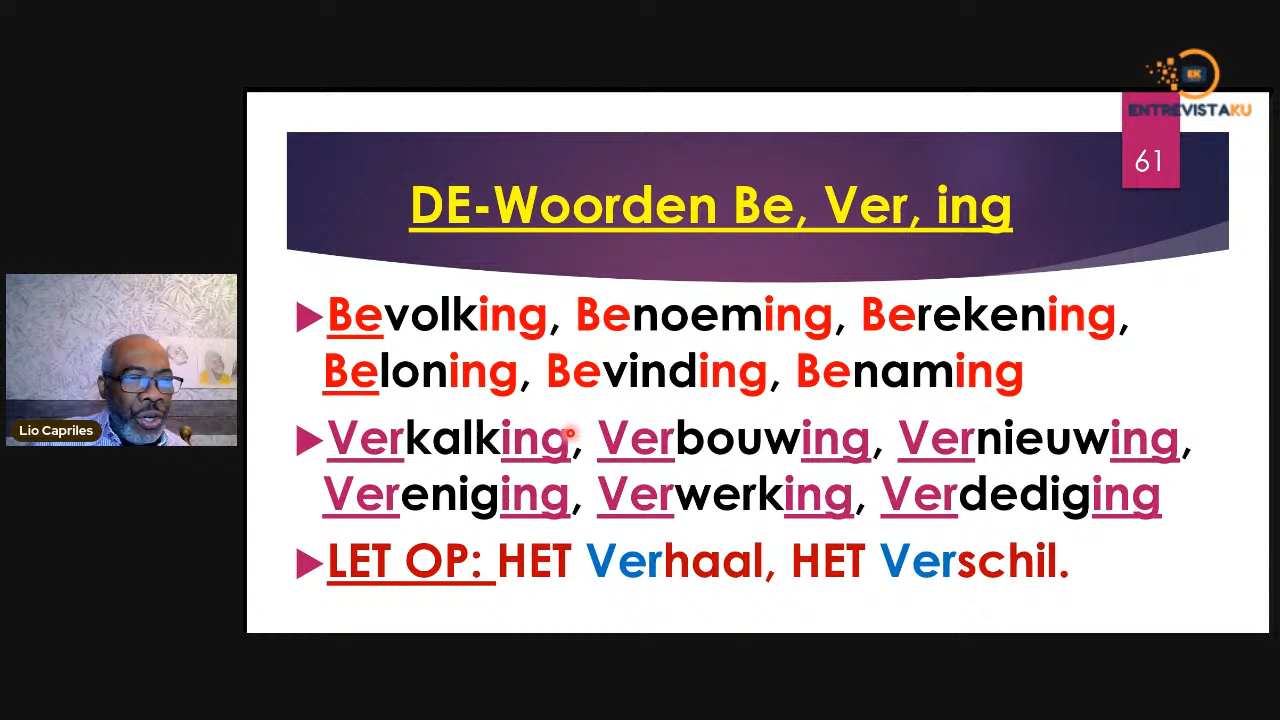 EK
ENTREVISTAKU
61
DE-Woorden Be, Ver, ing
Bevolking, Benoeming, Berekening,
Beloning, Bevinding, Benaming
Verkalking, Verbouwing, Vernieuwing,
Vereniging, Verwerking, Verdediging
LET OP: HET Verhaal, HET Verschil.
Lio Capriles